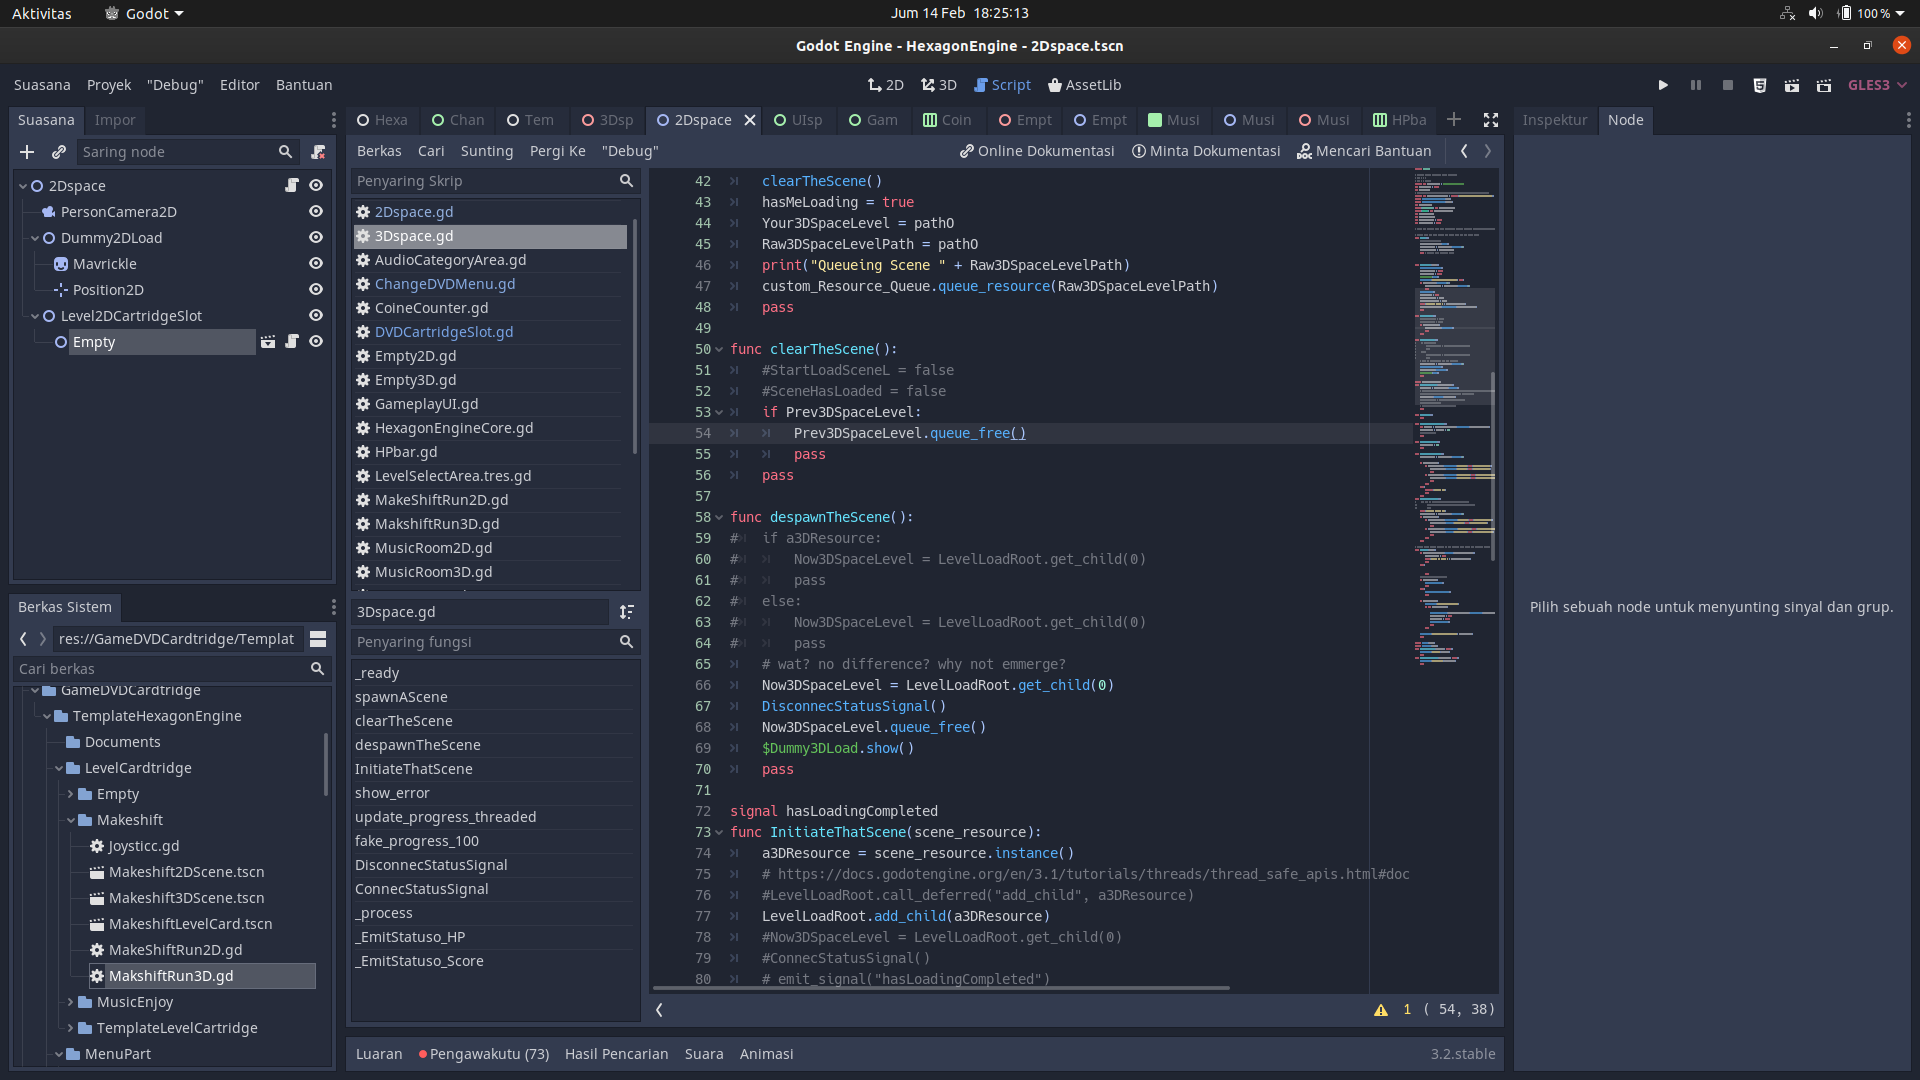 Aktivitas
Godot
Jum 14 Feb 18:25:13
100 %
Godot Engine - HexagonEngine - 2Dspace.tscn
Suasana Proyek "Debug" Editor Bantuan
2D 3D Script AssetLib
GLES3
Suasana Impor
Saring node
2Dspace
PersonCamera2D
Dummy2DLoad
Mavrickle
Position2D
Level2DCartridgeSlot
Empty
Berkas Sistem
res://GameDVDCardtridge/Templat
Cari berkas
GameDVDCardtridge
TemplateHexagonEngine
Documents
LevelCardtridge
Empty
Makeshift
Joysticc.gd
Makeshift2DScene.tscn
Makeshift3DScene.tscn
MakeshiftLevelCard.tscn
MakeShiftRun2D.gd
MakshiftRun3D.gd
MusicEnjoy
TemplateLevelCartridge
MenuPart
Hexa Chan Tem 3Dsp 2Dspace UIsp Gam Coin Empt Empt Musi Musi Musi HPba
Berkas Cari Sunting Pergi Ke "Debug"
Online Dokumentasi Minta Dokumentasi Mencari Bantuan
Penyaring Skrip
2Dspace.gd
3Dspace.gd
AudioCategoryArea.gd
ChangeDVDMenu.gd
CoineCounter.gd
DVDCartridgeSlot.gd
Empty2D.gd
Empty3D.gd
GameplayUI.gd
HexagonEngineCore.gd
HPbar.gd
LevelSelectArea.tres.gd
MakeShiftRun2D.gd
MakshiftRun3D.gd
MusicRoom2D.gd
MusicRoom3D.gd
3Dspace.gd
Penyaring fungsi
_ready
spawnAScene
clearTheScene
despawnTheScene
InitiateThatScene
show_error
update_progress_threaded
fake_progress_100
DisconnecStatusSignal
ConnecStatusSignal
_process
_EmitStatuso_HP
_EmitStatuso_Score
42 clearTheScene()
43 hasMeLoading = true
44 Your3DSpaceLevel = pathO
45 Raw3DSpaceLevelPath = pathO
46 print("Queueing Scene " + Raw3DSpaceLevelPath)
47 custom_Resource_Queue.queue_resource(Raw3DSpaceLevelPath)
48 pass
49
50 func clearTheScene():
51 #StartLoadSceneL = false
52 #SceneHasLoaded = false
53 if Prev3DSpaceLevel:
54 Prev3DSpaceLevel.queue_free()
55 pass
56 pass
57
58 func despawnTheScene():
59 # if a3DResource:
60 # Now3DSpaceLevel = LevelLoadRoot.get_child(0)
61 # pass
62 # else:
63 # Now3DSpaceLevel = LevelLoadRoot.get_child(0)
64 # pass
65 # wat? no difference? why not emmerge?
66 Now3DSpaceLevel = LevelLoadRoot.get_child(0)
67 DisconnecStatusSignal()
68 Now3DSpaceLevel.queue_free()
69 $Dummy3DLoad.show()
70 pass
71
72 signal hasLoadingCompleted
73 func InitiateThatScene(scene_resource):
74 a3DResource = scene_resource.instance()
75 # https://docs.godotengine.org/en/3.1/tutorials/threads/thread_safe_apis.html#doc
76 #LevelLoadRoot.call_deferred("add_child", a3DResource)
77 LevelLoadRoot.add_child(a3DResource)
78 #Now3DSpaceLevel = LevelLoadRoot.get_child(0)
79 #ConnecStatusSignal()
80 # emit_signal("hasLoadingCompleted")
1 ( 54, 38)
Luaran Pengawakutu (73) Hasil Pencarian Suara Animasi
3.2.stable
Inspektur Node
Pilih sebuah node untuk menyunting sinyal dan grup.